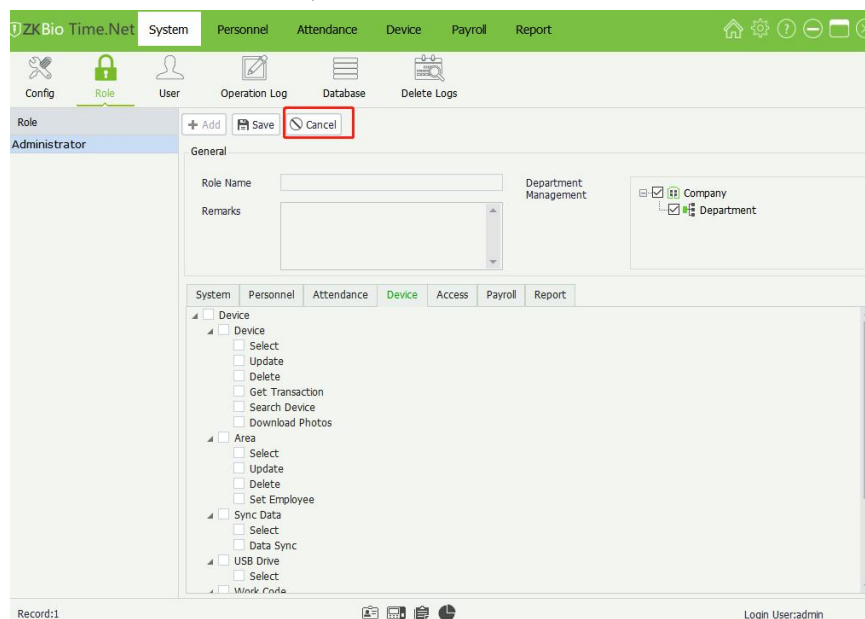 ZKBio Time.Net System Personnel Attendance Device Payroll Report
Config Role User Operation Log Database Delete Logs
Role
Add Save Cancel
Administrator
General
Role Name
Department
Management
Company
Remarks
Department
System Personnel Attendance Device Access Payroll Report
Device
Device
Select
Update
Delete
Get Transaction
Search Device
Download Photos
Area
Select
Update
Delete
Set Employee
Sync Data
Select
Data Sync
USB Drive
Select
Work Code
Record:1 Login User:admin